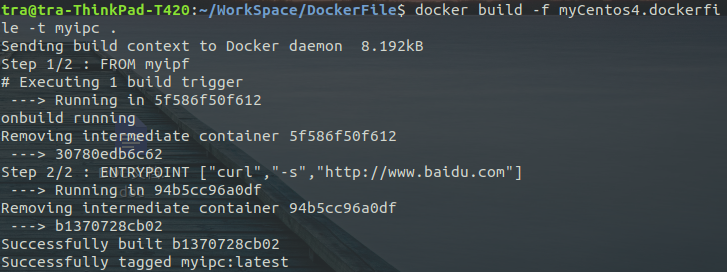 tra@tra-ThinkPad-T420:~/WorkSpace/DockerFile$ docker build -f myCentos4.dockerfi
le -t myipc .
Sending build context to Docker daemon  8.192kB
Step 1/2 : FROM myipf
# Executing 1 build trigger
 ---> Running in 5f586f50f612
onbuild running
Removing intermediate container 5f586f50f612
 ---> 30780edb6c62
Step 2/2 : ENTRYPOINT ["curl","-s","http://www.baidu.com"]
 ---> Running in 94b5cc96a0df
Removing intermediate container 94b5cc96a0df
 ---> b1370728cb02
Successfully built b1370728cb02
Successfully tagged myipc:latest